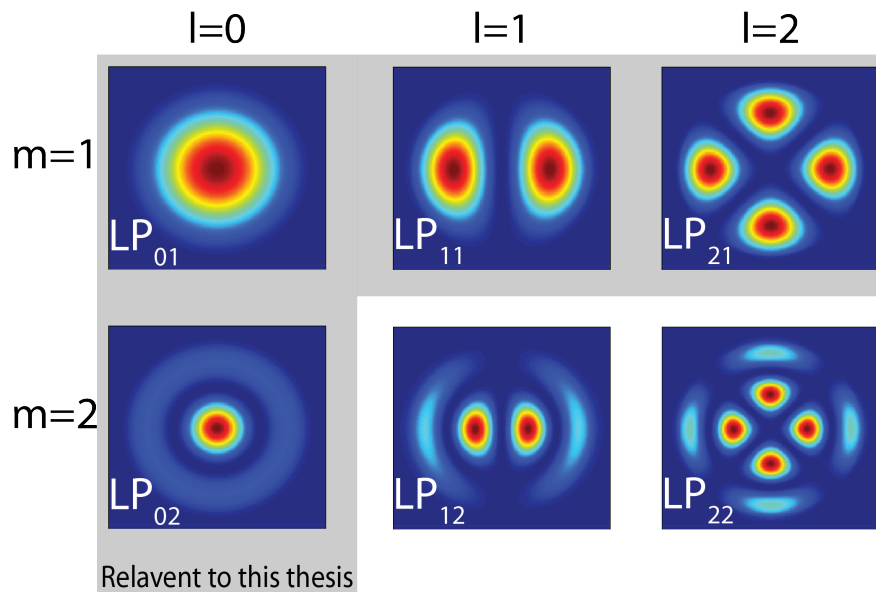 l=0 l=1 l=2
m=1
LP01 LP11 LP21
m=2
LP02 LP12 LP22
Relavent to this thesis